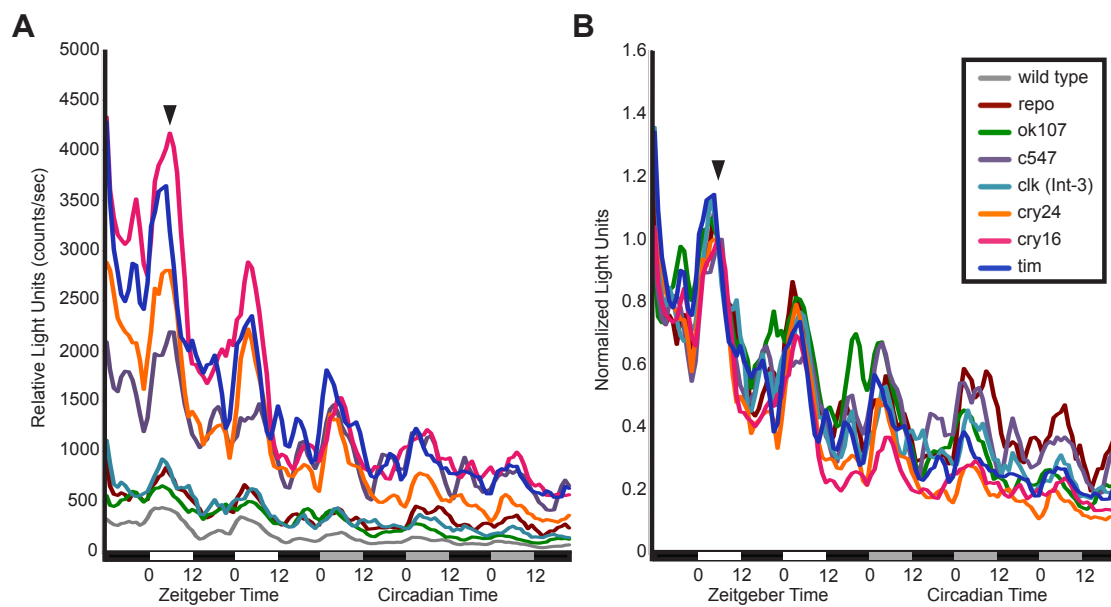 A
Relative Light Units (counts/sec)
5000
4500
4000
3500
3000
2500
2000
1500
1000
500
0
0 12 0 12 0 12 0 12 0 12
Zeitgeber Time Circadian Time
B
Normalized Light Units
1.6
1.4
1.2
1.0
0.8
0.6
0.4
0.2
0
0 12 0 12 0 12 0 12 0 12
Zeitgeber Time Circadian Time
wild type
repo
ok107
c547
clk (Int-3)
cry24
cry16
tim